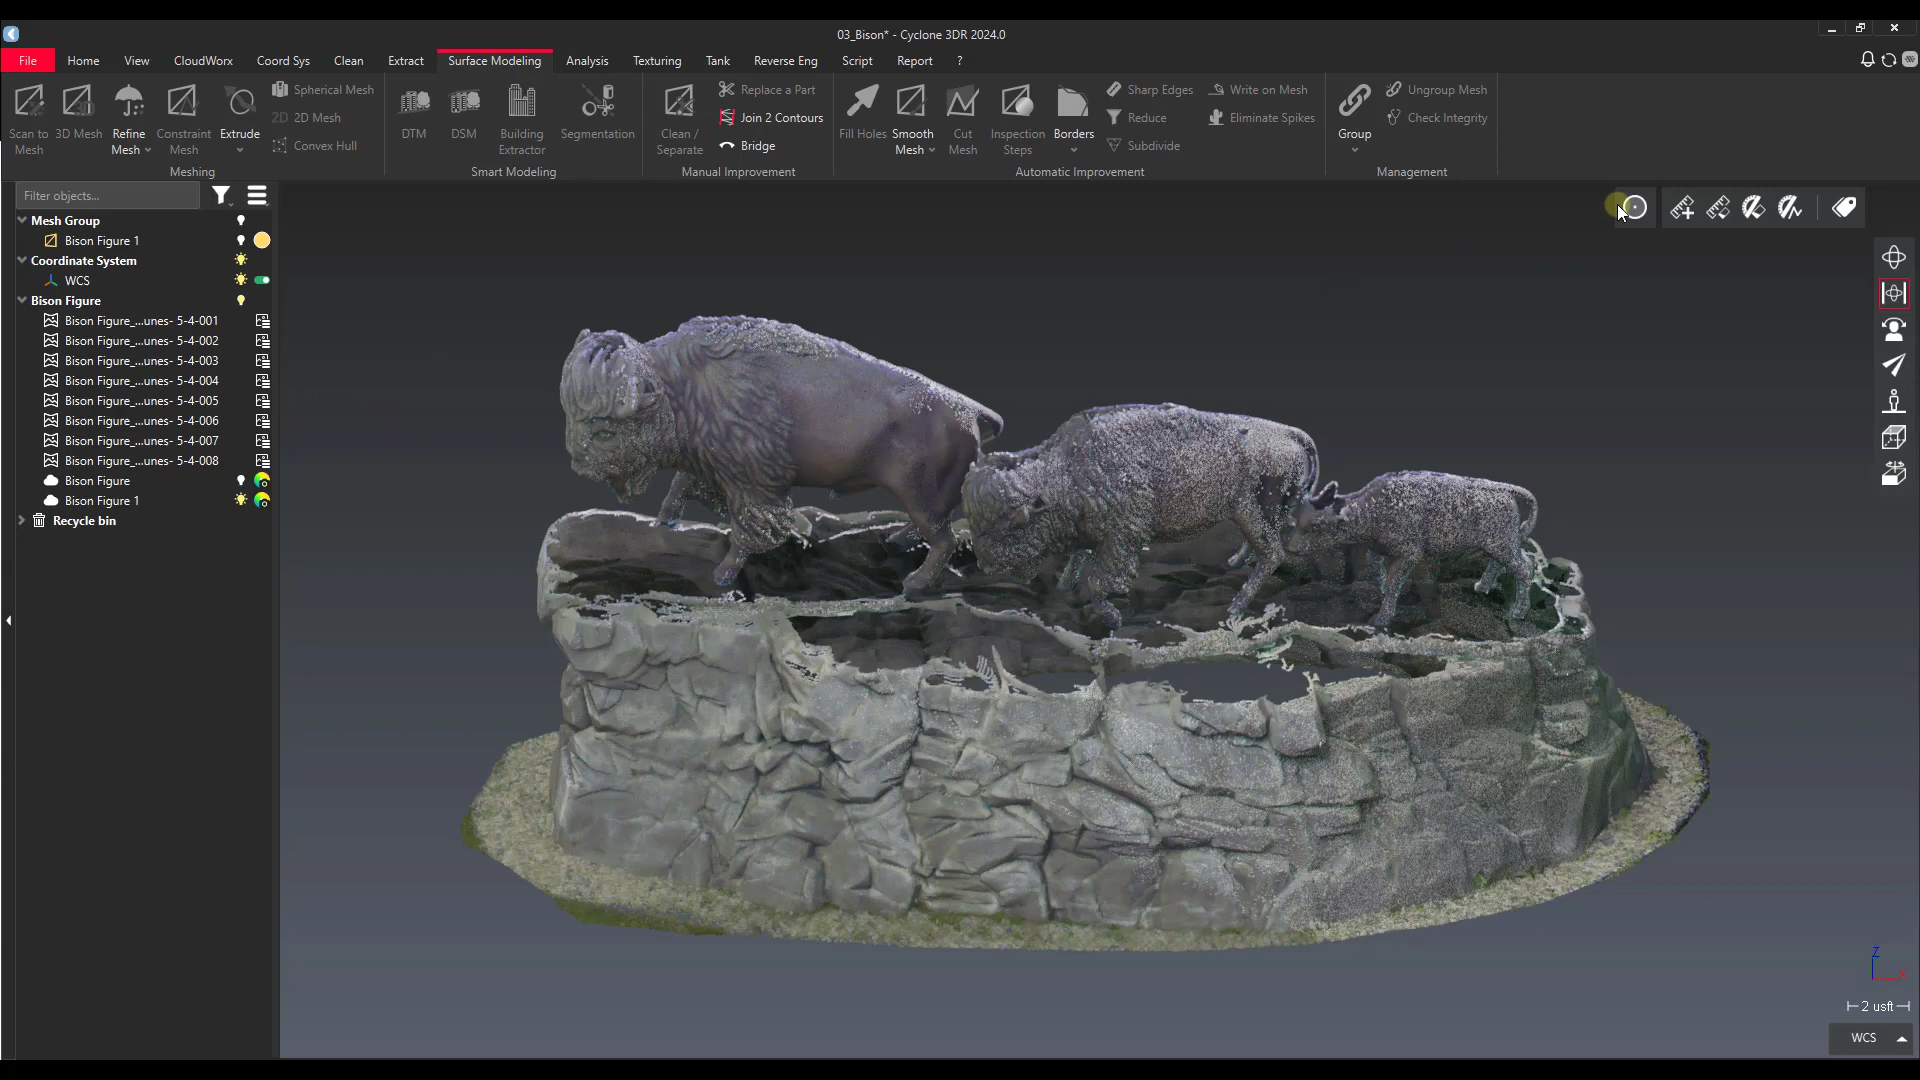 03_Bison* - Cyclone 3DR 2024.0
File Home View CloudWorx Coord Sys Clean Extract Surface Modeling Analysis Texturing Tank Reverse Eng Script Report ?
Scan to Mesh
3D Mesh
Refine Mesh
Constraint Mesh
Extrude
Spherical Mesh
2D 2D Mesh
Convex Hull
Meshing
DTM
DSM
Building Extractor
Segmentation
Smart Modeling
Clean / Separate
Replace a Part
Join 2 Contours
Bridge
Manual Improvement
Fill Holes
Smooth Mesh
Cut Mesh
Inspection Steps
Borders
Sharp Edges
Reduce
Subdivide
Write on Mesh
Eliminate Spikes
Automatic Improvement
Group
Ungroup Mesh
Check Integrity
Management
Filter objects...
Mesh Group
Bison Figure 1
Coordinate System
WCS
Bison Figure
Bison Figure_...unes- 5-4-001
Bison Figure_...unes- 5-4-002
Bison Figure_...unes- 5-4-003
Bison Figure_...unes- 5-4-004
Bison Figure_...unes- 5-4-005
Bison Figure_...unes- 5-4-006
Bison Figure_...unes- 5-4-007
Bison Figure_...unes- 5-4-008
Bison Figure
Bison Figure 1
Recycle bin
Z
X
2 usft
WCS